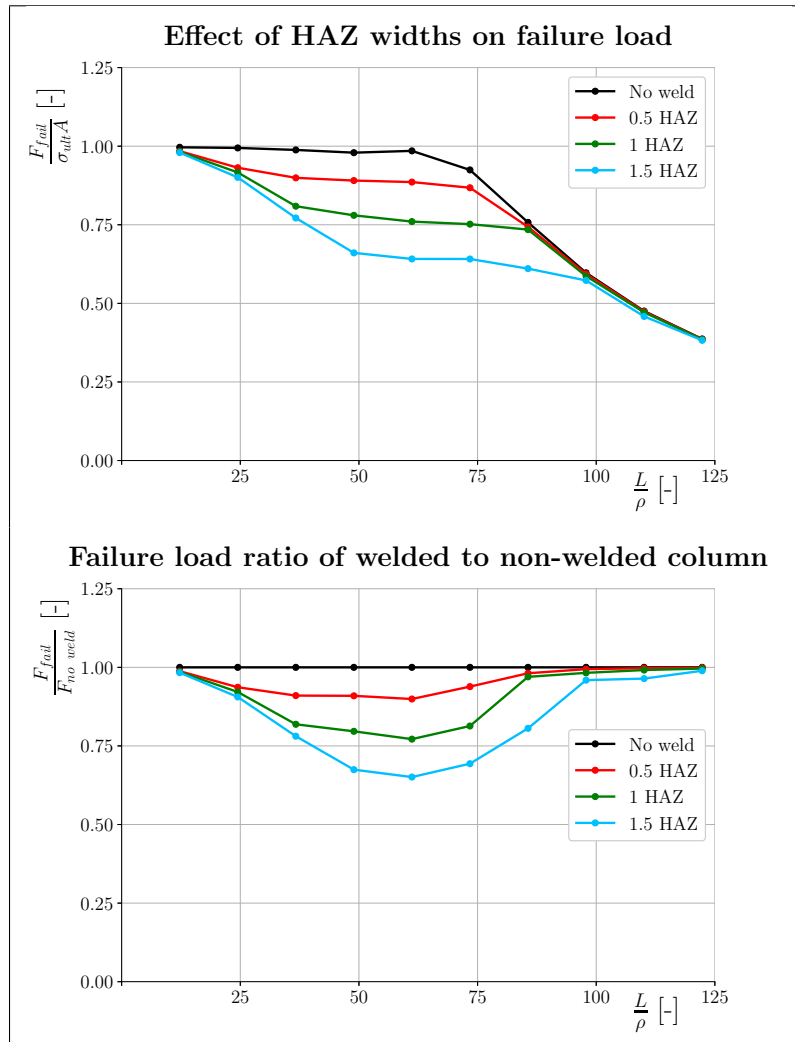 Effect of HAZ widths on failure load
F_fail / σ_ult A [-]
1.25
1.00
0.75
0.50
0.25
0.00
No weld
0.5 HAZ
1 HAZ
1.5 HAZ
25 50 75 100 125
L / ρ [-]
Failure load ratio of welded to non-welded column
F_fail / F_no weld [-]
1.25
1.00
0.75
0.50
0.25
0.00
No weld
0.5 HAZ
1 HAZ
1.5 HAZ
25 50 75 100 125
L / ρ [-]